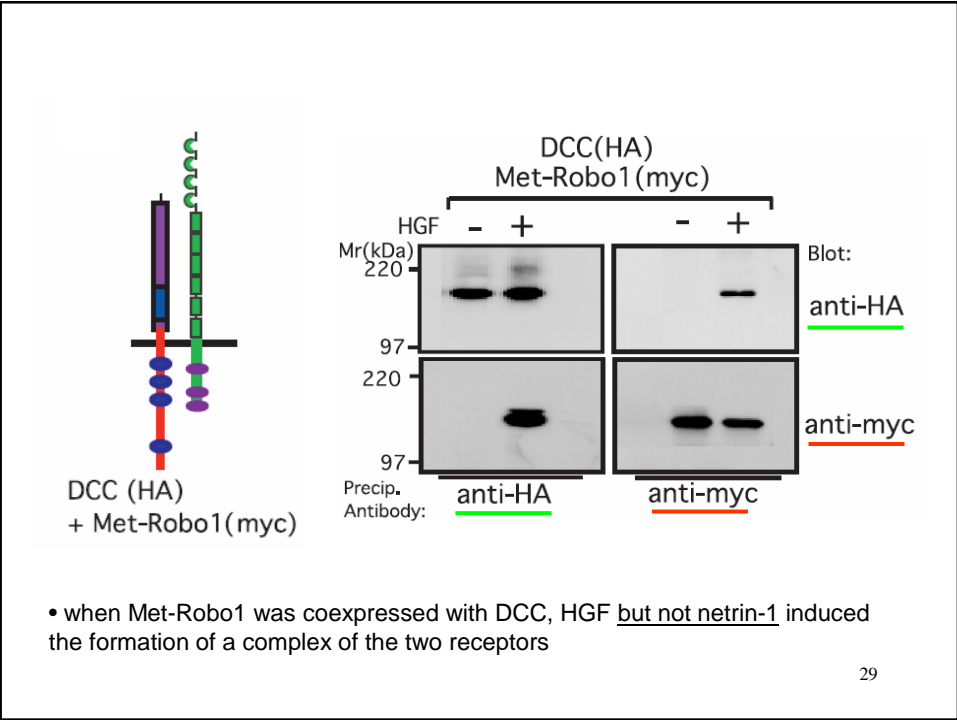 DCC(HA)
Met-Robo1(myc)
HGF - + - +
Mr(kDa)
220
97
Blot:
anti-HA
220
97
anti-myc
Precip.
Antibody:
anti-HA
anti-myc
DCC (HA)
+ Met-Robo1(myc)
• when Met-Robo1 was coexpressed with DCC, HGF but not netrin-1 induced
the formation of a complex of the two receptors
29